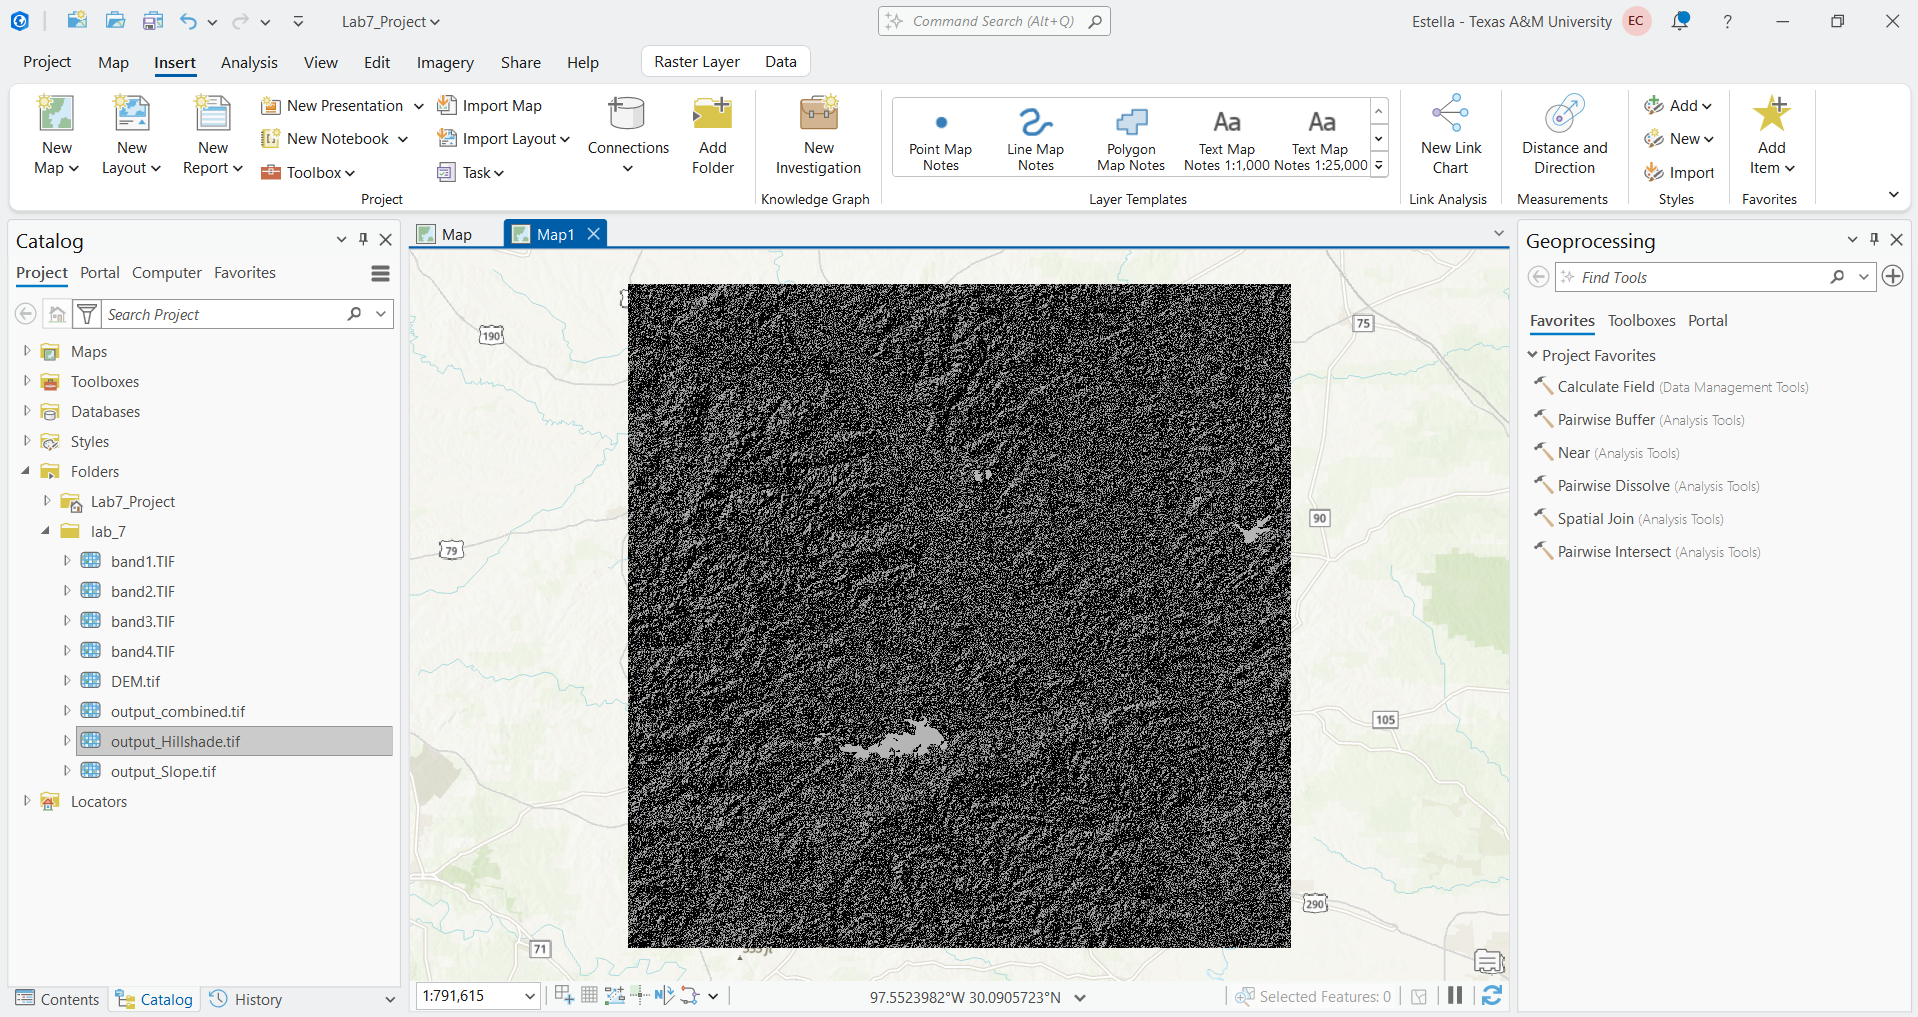 Lab7_Project
Command Search (Alt+Q)
Estella - Texas A&M University
EC
?
Project
Map
Insert
Analysis
View
Edit
Imagery
Share
Help
Raster Layer
Data
New Map
New Layout
New Report
New Presentation
New Notebook
Toolbox
Import Map
Import Layout
Task
Connections
Add Folder
Project
New Investigation
Knowledge Graph
Point Map Notes
Line Map Notes
Polygon Map Notes
Aa
Text Map Notes 1:1,000
Aa
Text Map Notes 1:25,000
Layer Templates
New Link Chart
Link Analysis
Distance and Direction
Measurements
Add
New
Import
Styles
Add Item
Favorites
Catalog
Project
Portal
Computer
Favorites
Search Project
Maps
Toolboxes
Databases
Styles
Folders
Lab7_Project
lab_7
band1.TIF
band2.TIF
band3.TIF
band4.TIF
DEM.tif
output_combined.tif
output_Hillshade.tif
output_Slope.tif
Locators
Contents
Catalog
History
Map
Map1
190
75
79
90
105
290
71
1:791,615
N
97.5523982°W 30.0905723°N
Selected Features: 0
Geoprocessing
Find Tools
Favorites
Toolboxes
Portal
Project Favorites
Calculate Field (Data Management Tools)
Pairwise Buffer (Analysis Tools)
Near (Analysis Tools)
Pairwise Dissolve (Analysis Tools)
Spatial Join (Analysis Tools)
Pairwise Intersect (Analysis Tools)